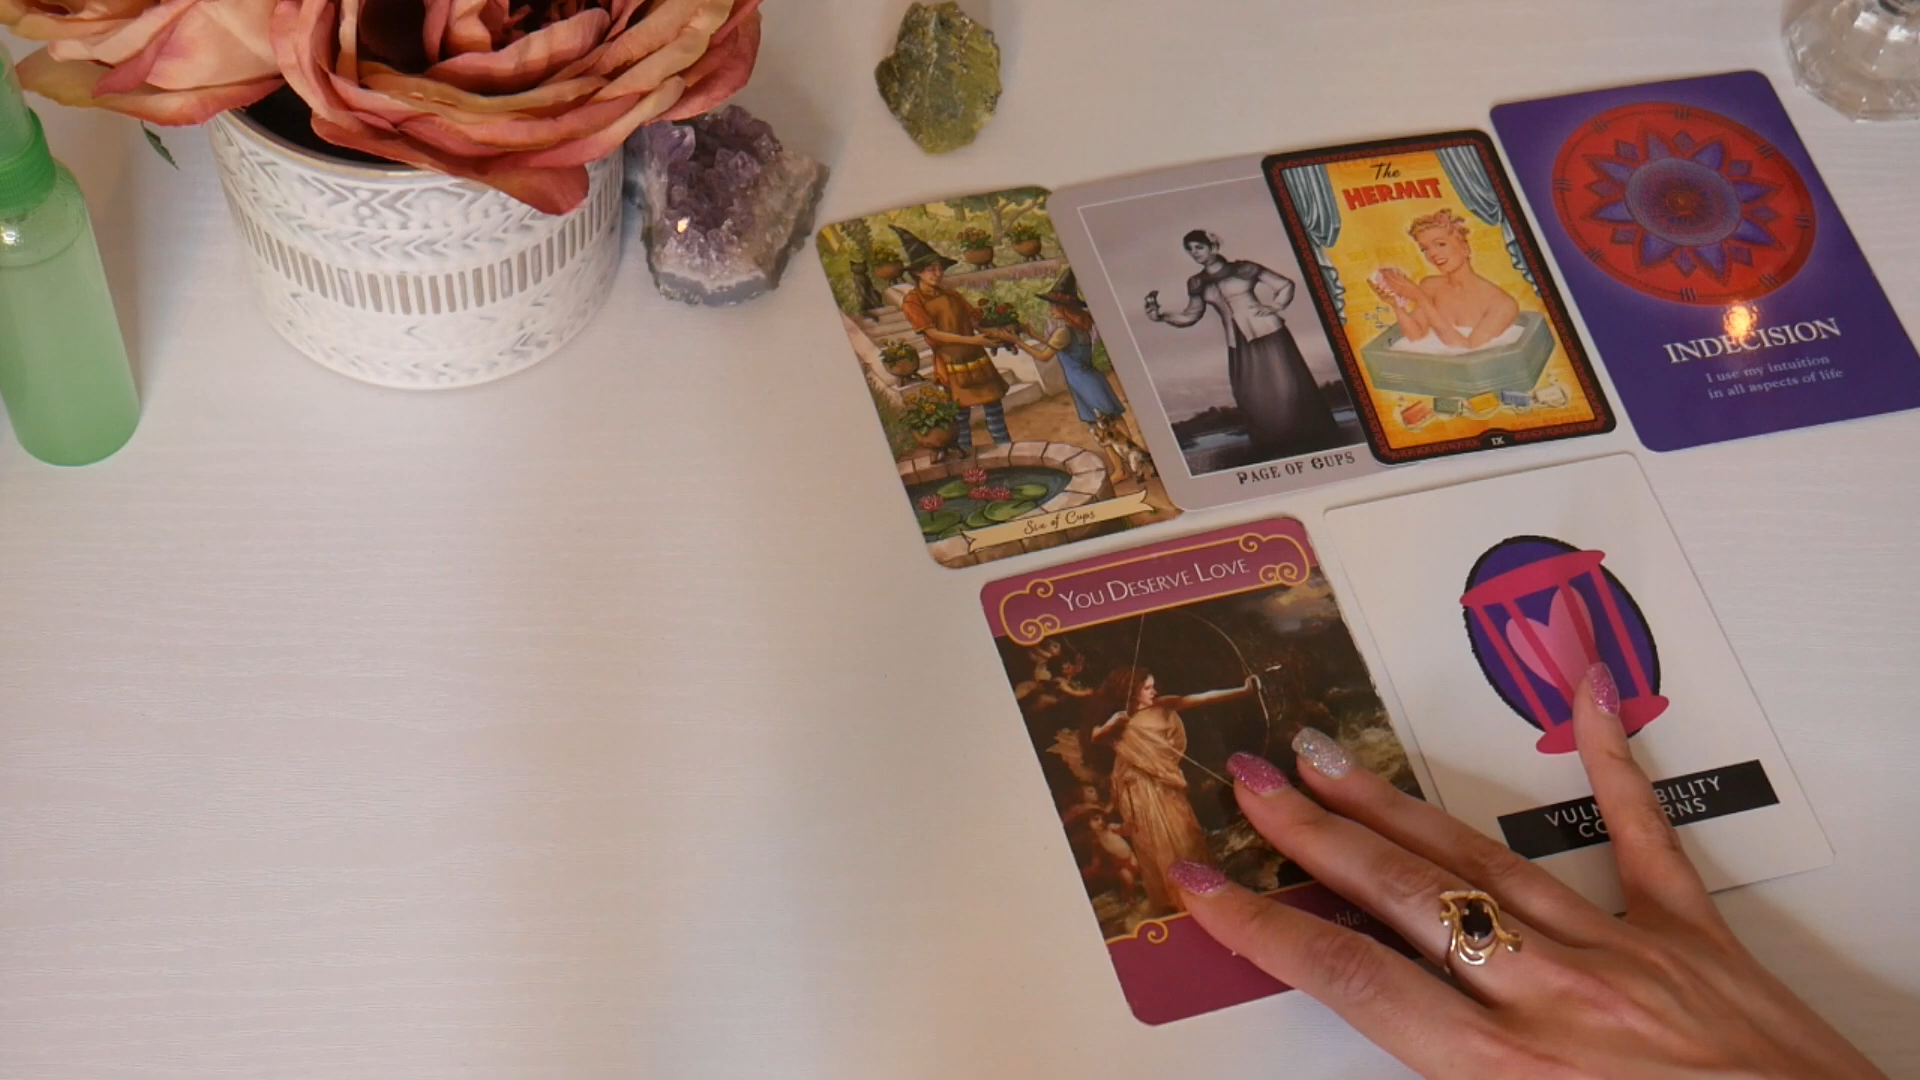 Six of Cups
PAGE OF CUPS
The
HERMIT
IX
INDECISION
I use my intuition
in all aspects of life
YOU DESERVE LOVE